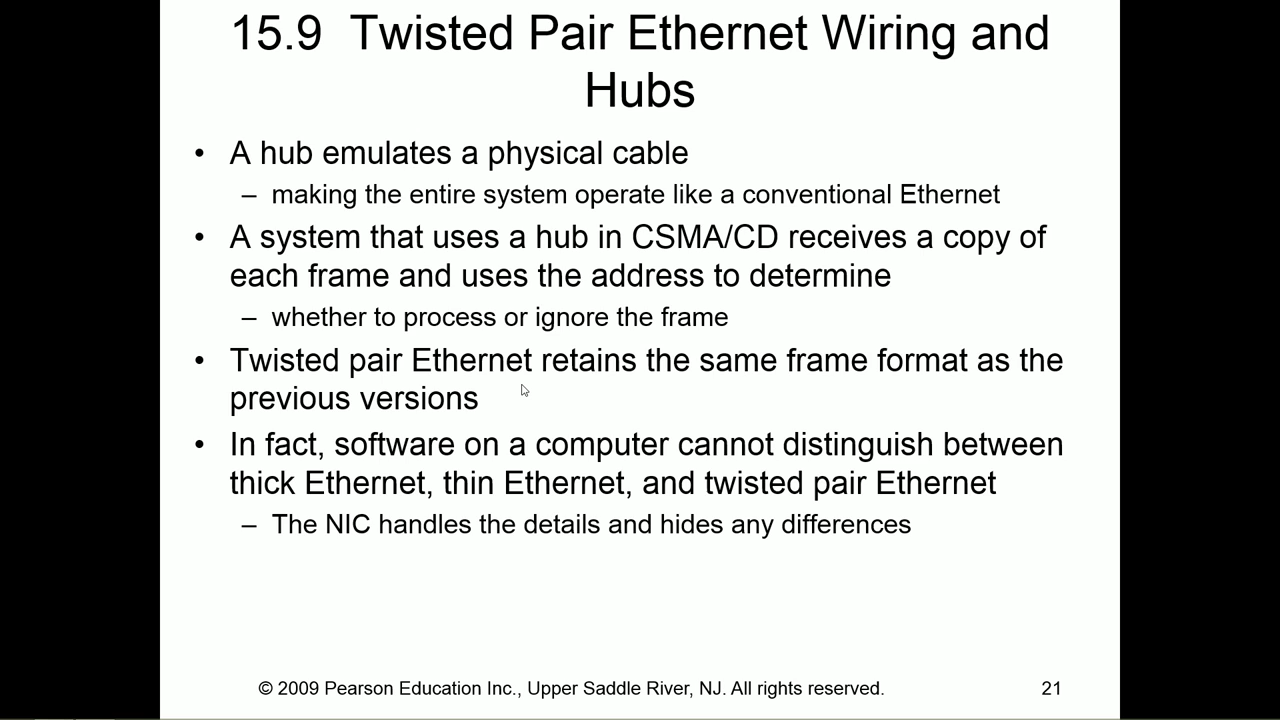 15.9 Twisted Pair Ethernet Wiring and
Hubs
• A hub emulates a physical cable
– making the entire system operate like a conventional Ethernet
• A system that uses a hub in CSMA/CD receives a copy of
each frame and uses the address to determine
– whether to process or ignore the frame
• Twisted pair Ethernet retains the same frame format as the
previous versions
• In fact, software on a computer cannot distinguish between
thick Ethernet, thin Ethernet, and twisted pair Ethernet
– The NIC handles the details and hides any differences
© 2009 Pearson Education Inc., Upper Saddle River, NJ. All rights reserved.
21